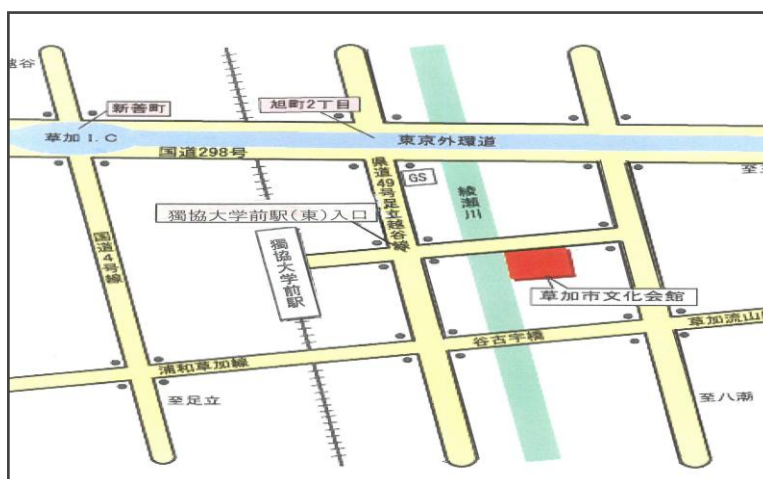 越谷
新善町
旭町2丁目
草加I.C
東京外環道
国道298号
県道49号足立越谷線
GS
綾瀬川
獨協大学前駅(東)入口
国道4号線
獨協大学前駅
草加市文化会館
草加流山
谷古宇橋
浦和草加線
至足立
至八潮